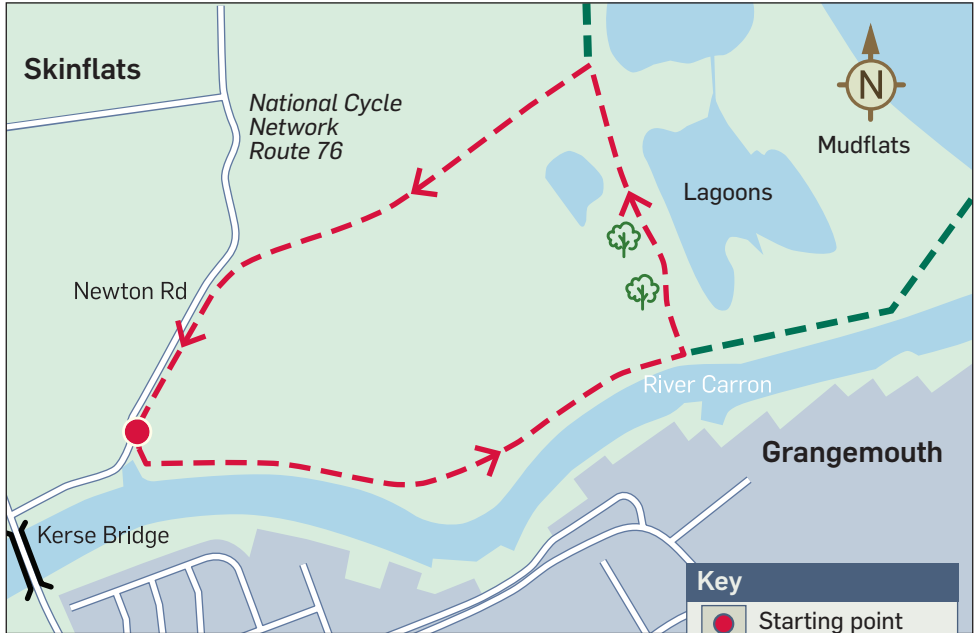 Skinflats
National Cycle
Network
Route 76
N
Mudflats
Lagoons
Newton Rd
River Carron
Grangemouth
Kerse Bridge
Key
Starting point